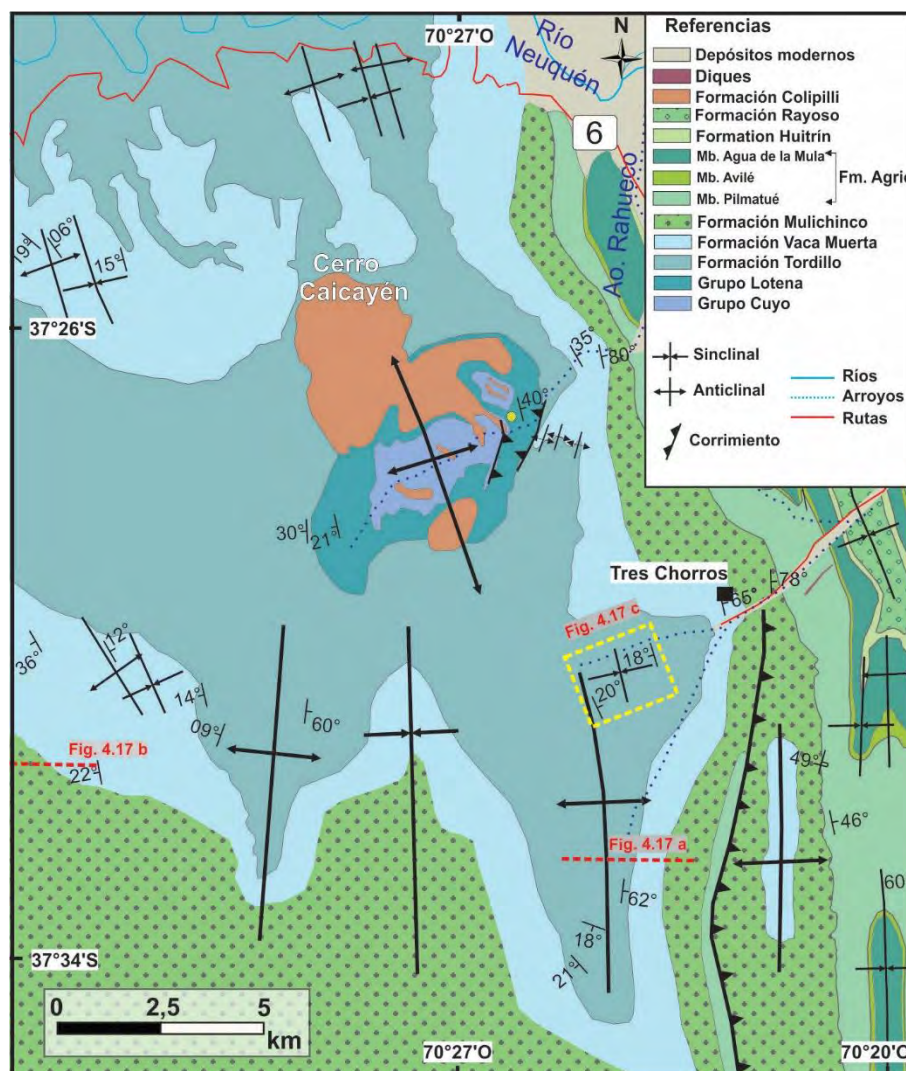 70°27'O
Río
Neuquén
N
6
Ao. Rahueco
Referencias
Depósitos modernos
Diques
Formación Colipilli
Formación Rayoso
Formation Huitrín
Mb. Agua de la Mula
Mb. Avilé
Fm. Agrio
Mb. Pilmatué
Formación Mulichinco
Formación Vaca Muerta
Formación Tordillo
Grupo Lotena
Grupo Cuyo
Sinclinal
Anticlinal
Corrimiento
Ríos
Arroyos
Rutas
19°
06°
15°
Cerro
Caicayén
37°26'S
35°
80°
40°
30°
21°
Tres Chorros
78°
65°
Fig. 4.17 c
18°
20°
36°
12°
14°
09°
60°
Fig. 4.17 b
22°
49°
46°
Fig. 4.17 a
62°
60
18°
21°
37°34'S
0
2,5
5
km
70°27'O
70°20'O